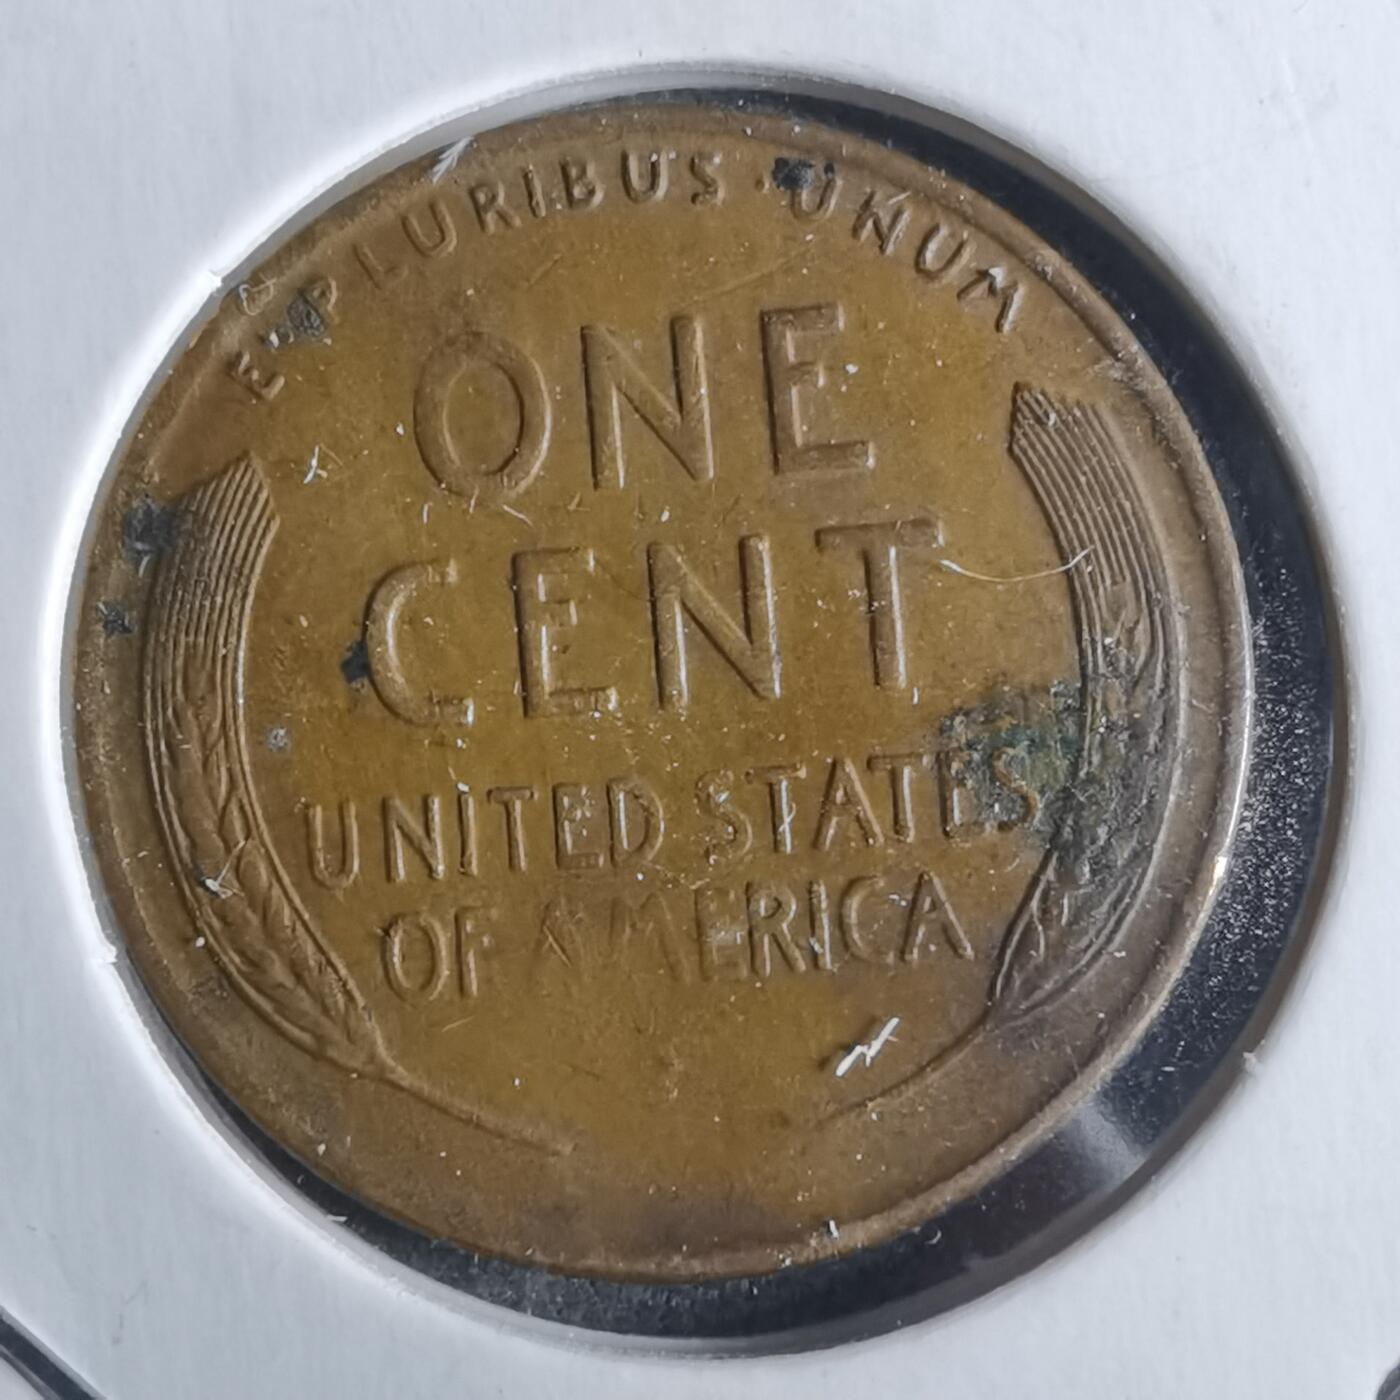 E · PLURIBUS · UNUM
ONE
CENT
UNITED STATES
OF AMERICA